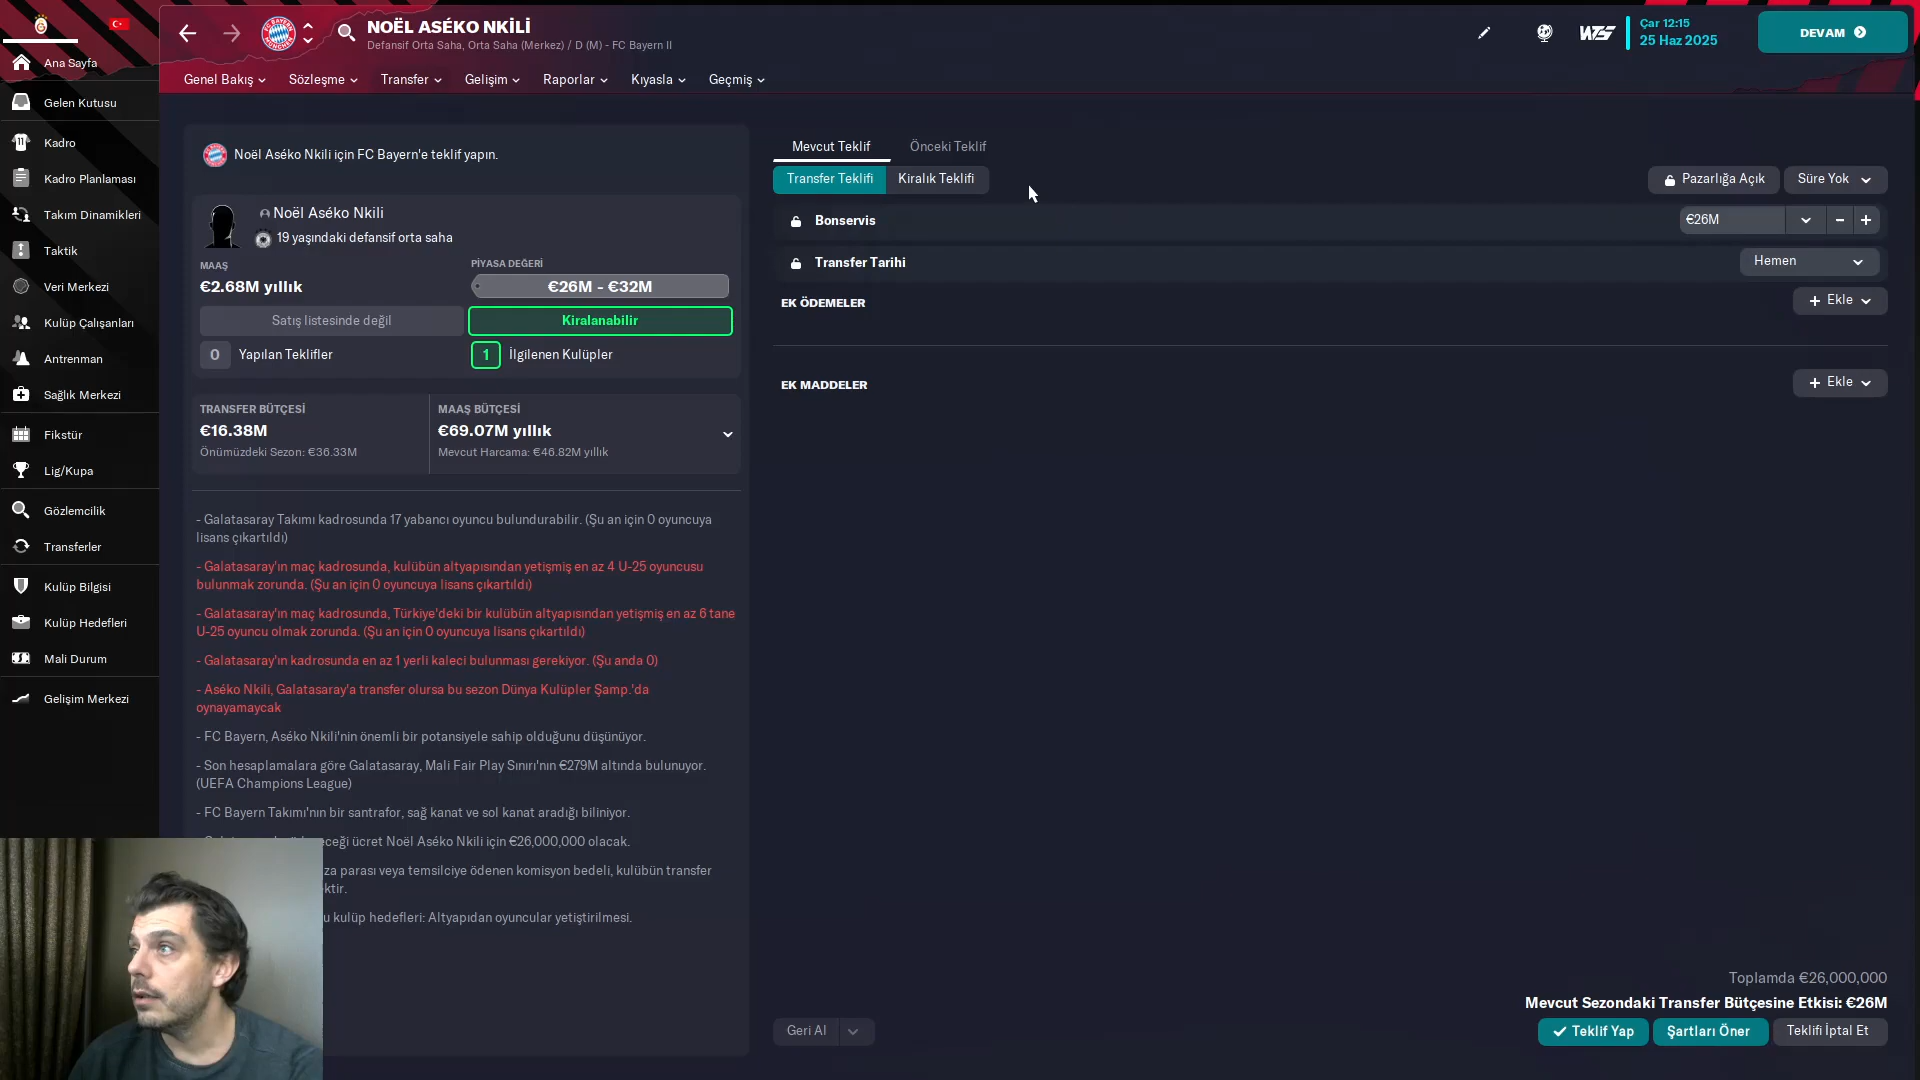 NOËL ASÉKO NKİLİ
Defansif Orta Saha, Orta Saha (Merkez) / D (M) - FC Bayern II
Çar 12:15
25 Haz 2025
DEVAM
Genel Bakış
Sözleşme
Transfer
Gelişim
Raporlar
Kıyasla
Geçmiş
Ana Sayfa
Gelen Kutusu
Kadro
Kadro Planlaması
Takım Dinamikleri
Taktik
Veri Merkezi
Kulüp Çalışanları
Antrenman
Sağlık Merkezi
Fikstür
Lig/Kupa
Gözlemcilik
Transferler
Kulüp Bilgisi
Kulüp Hedefleri
Mali Durum
Gelişim Merkezi
Noël Aséko Nkili için FC Bayern'e teklif yapın.
Noël Aséko Nkili
19 yaşındaki defansif orta saha
MAAŞ
€2.68M yıllık
PİYASA DEĞERİ
€26M - €32M
Satış listesinde değil
Kiralanabilir
0 Yapılan Teklifler
1 İlgilenen Kulüpler
TRANSFER BÜTÇESİ
€16.38M
Önümüzdeki Sezon: €36.33M
MAAŞ BÜTÇESİ
€69.07M yıllık
Mevcut Harcama: €46.82M yıllık
- Galatasaray Takımı kadrosunda 17 yabancı oyuncu bulundurabilir. (Şu an için 0 oyuncuya
lisans çıkartıldı)
- Galatasaray'ın maç kadrosunda, kulübün altyapısından yetişmiş en az 4 U-25 oyuncusu
bulunmak zorunda. (Şu an için 0 oyuncuya lisans çıkartıldı)
- Galatasaray'ın maç kadrosunda, Türkiye'deki bir kulübün altyapısından yetişmiş en az 6 tane
U-25 oyuncu olmak zorunda. (Şu an için 0 oyuncuya lisans çıkartıldı)
- Galatasaray'ın kadrosunda en az 1 yerli kaleci bulunması gerekiyor. (Şu anda 0)
- Aséko Nkili, Galatasaray'a transfer olursa bu sezon Dünya Kulüpler Şamp.'da
oynayamaycak
- FC Bayern, Aséko Nkili'nin önemli bir potansiyele sahip olduğunu düşünüyor.
- Son hesaplamalara göre Galatasaray, Mali Fair Play Sınırı'nın €279M altında bulunuyor.
(UEFA Champions League)
- FC Bayern Takımı'nın bir santrafor, sağ kanat ve sol kanat aradığı biliniyor.
eceği ücret Noël Aséko Nkili için €26,000,000 olacak.
za parası veya temsilciye ödenen komisyon bedeli, kulübün transfer
ktir.
u kulüp hedefleri: Altyapıdan oyuncular yetiştirilmesi.
Mevcut Teklif
Önceki Teklif
Transfer Teklifi
Kiralık Teklifi
Pazarlığa Açık
Süre Yok
Bonservis
€26M
Transfer Tarihi
Hemen
EK ÖDEMELER
Ekle
EK MADDELER
Ekle
Toplamda €26,000,000
Mevcut Sezondaki Transfer Bütçesine Etkisi: €26M
Geri Al
Teklif Yap
Şartları Öner
Teklifi İptal Et